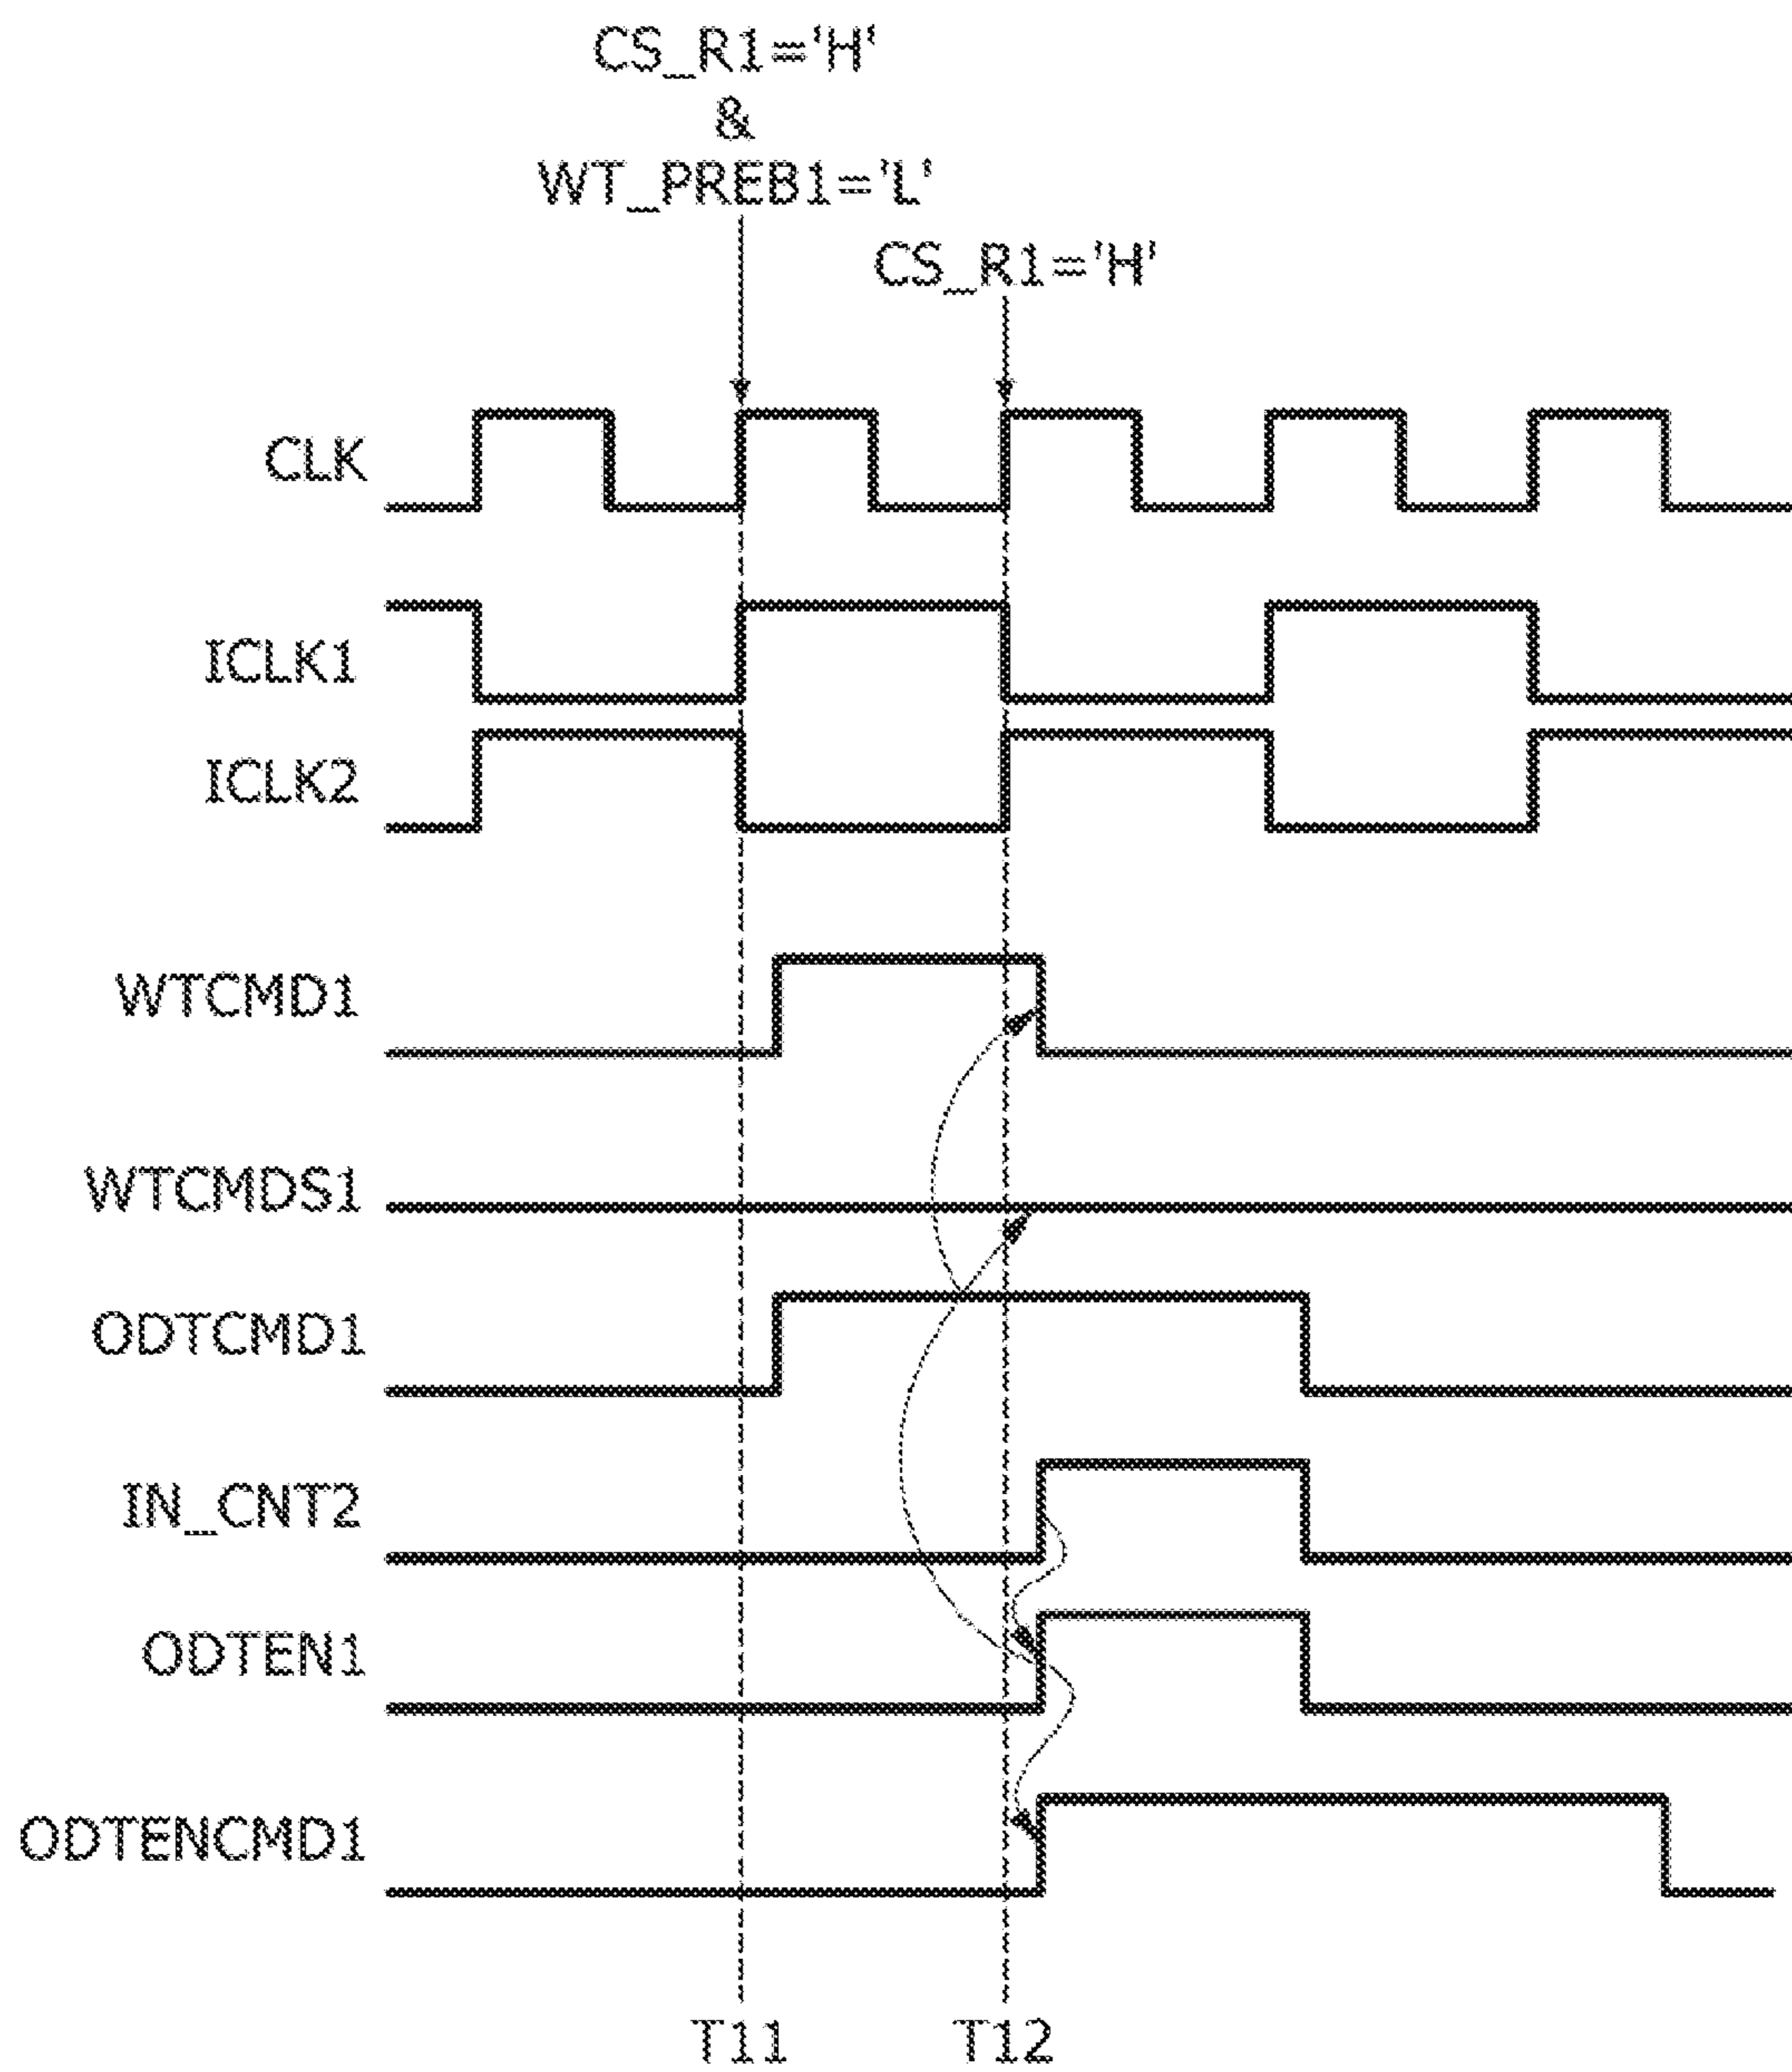 CS_R1='H'
&
WT_PREB1='L'
CS_R1='H'
CLK
ICLK1
ICLK2
WTCMD1
WTCMDS1
ODTCMD1
IN_CNT2
ODTEN1
ODTENCMD1
T11 T12